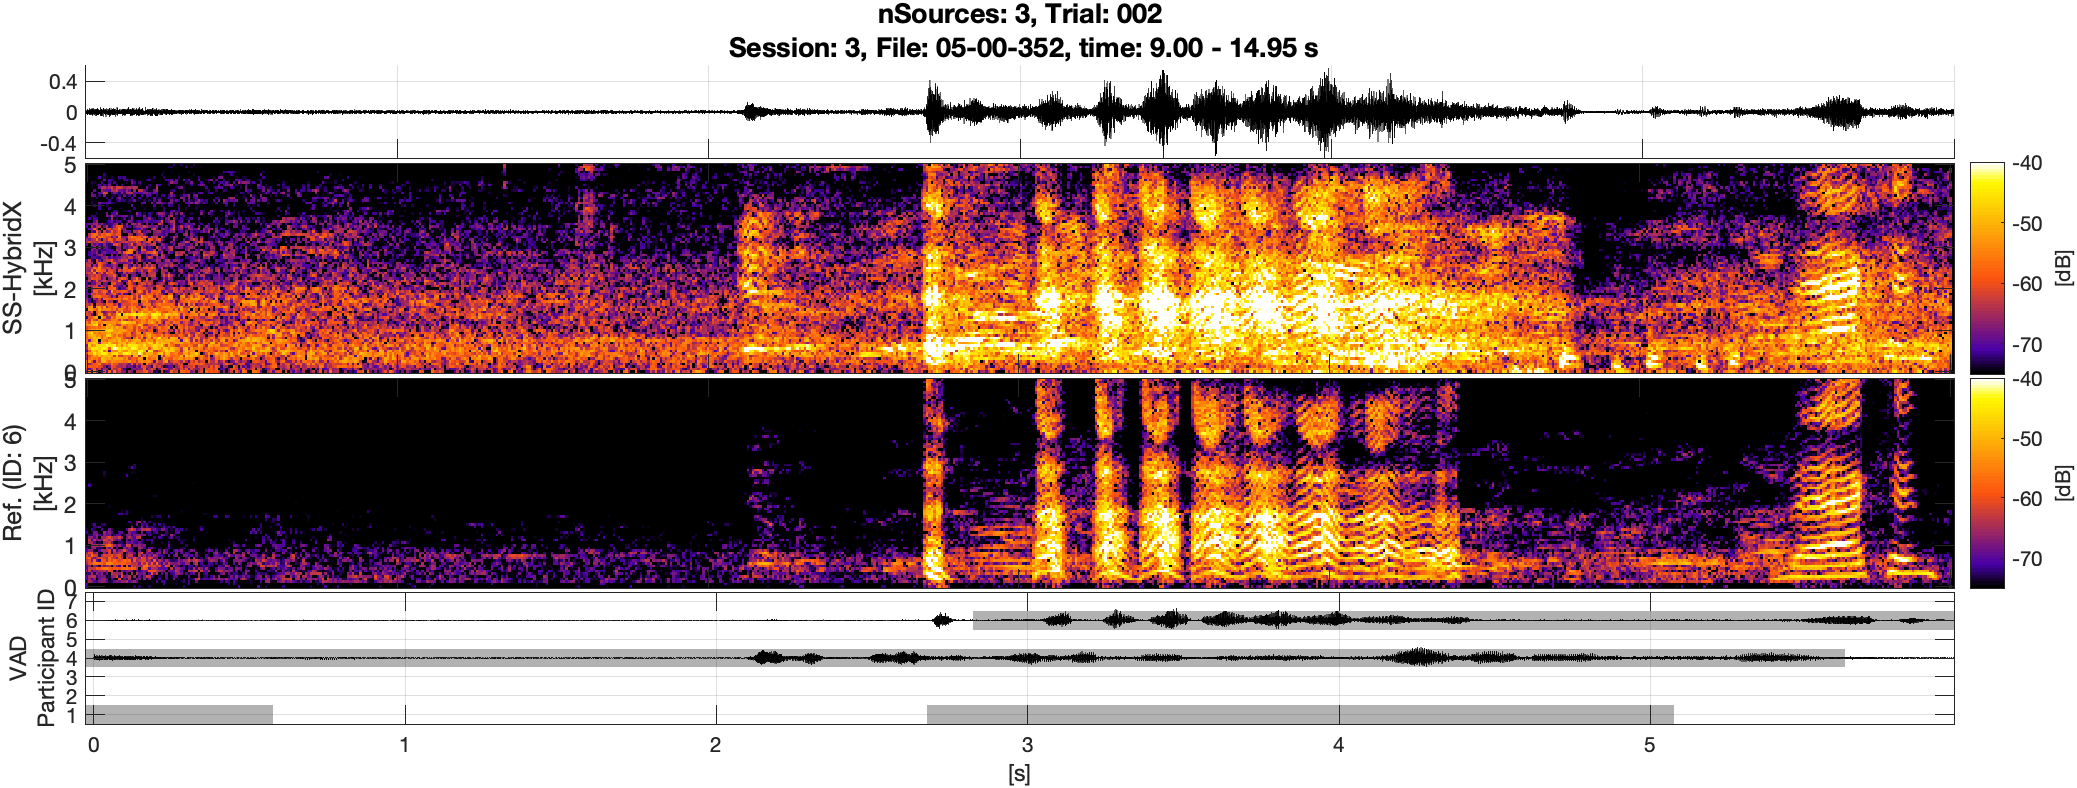 nSources: 3, Trial: 002
Session: 3, File: 05-00-352, time: 9.00 - 14.95 s
0.4
0
-0.4
SS-HybridX
[kHz]
5
4
3
2
1
0
-40
-50
-60
-70
[dB]
Ref. (ID: 6)
[kHz]
5
4
3
2
1
0
-40
-50
-60
-70
[dB]
VAD
Participant ID
7
6
5
4
3
2
1
0 1 2 3 4 5
[s]